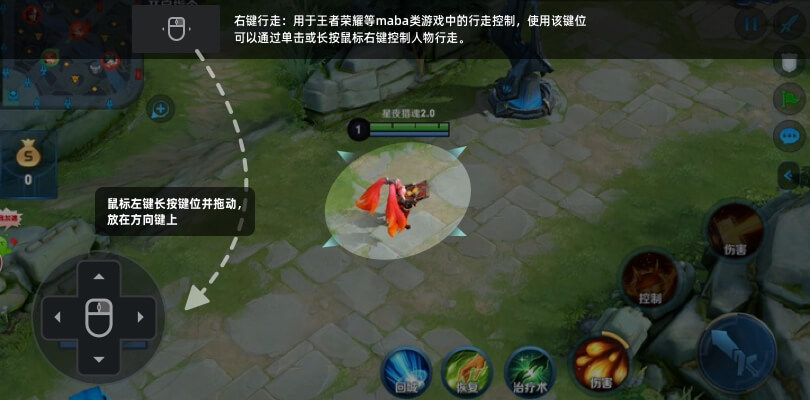 右键行走：用于王者荣耀等maba类游戏中的行走控制，使用该键位
可以通过单击或长按鼠标右键控制人物行走。
星夜猎魂2.0
1
S
0
鼠标左键长按键位并拖动，
放在方向键上
伤害
控制
回城
恢复
治疗术
伤害